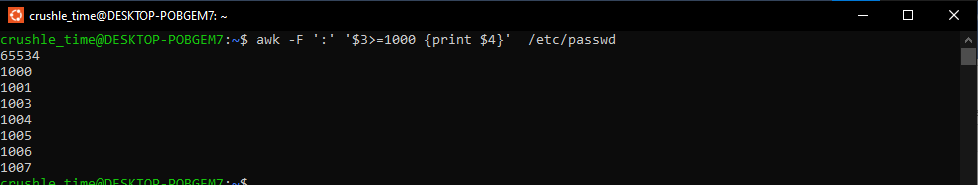 crushle_time@DESKTOP-POBGEM7: ~
crushle_time@DESKTOP-POBGEM7:~$ awk -F ':' '$3>=1000 {print $4}'  /etc/passwd
65534
1000
1001
1003
1004
1005
1006
1007
crushle_time@DESKTOP-POBGEM7:~$